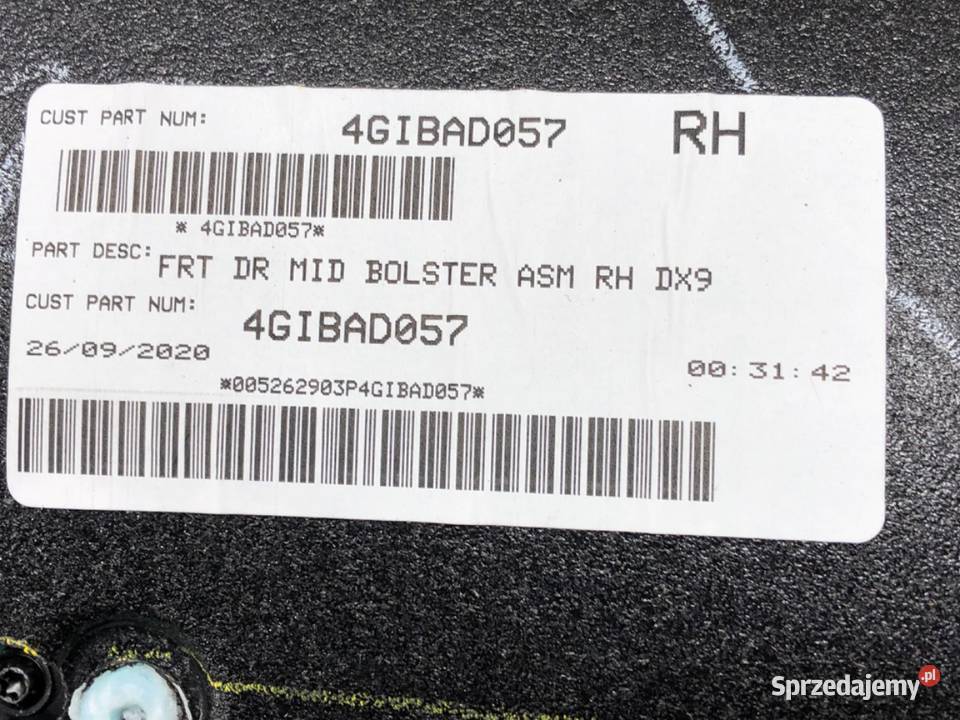 CUST PART NUM: 4GIBAD057 RH
* 4GIBAD057*
PART DESC: FRT DR MID BOLSTER ASM RH DX9
CUST PART NUM: 4GIBAD057
26/09/2020 00:31:42
*005262903P4GIBAD057*
Sprzedajemy.pl